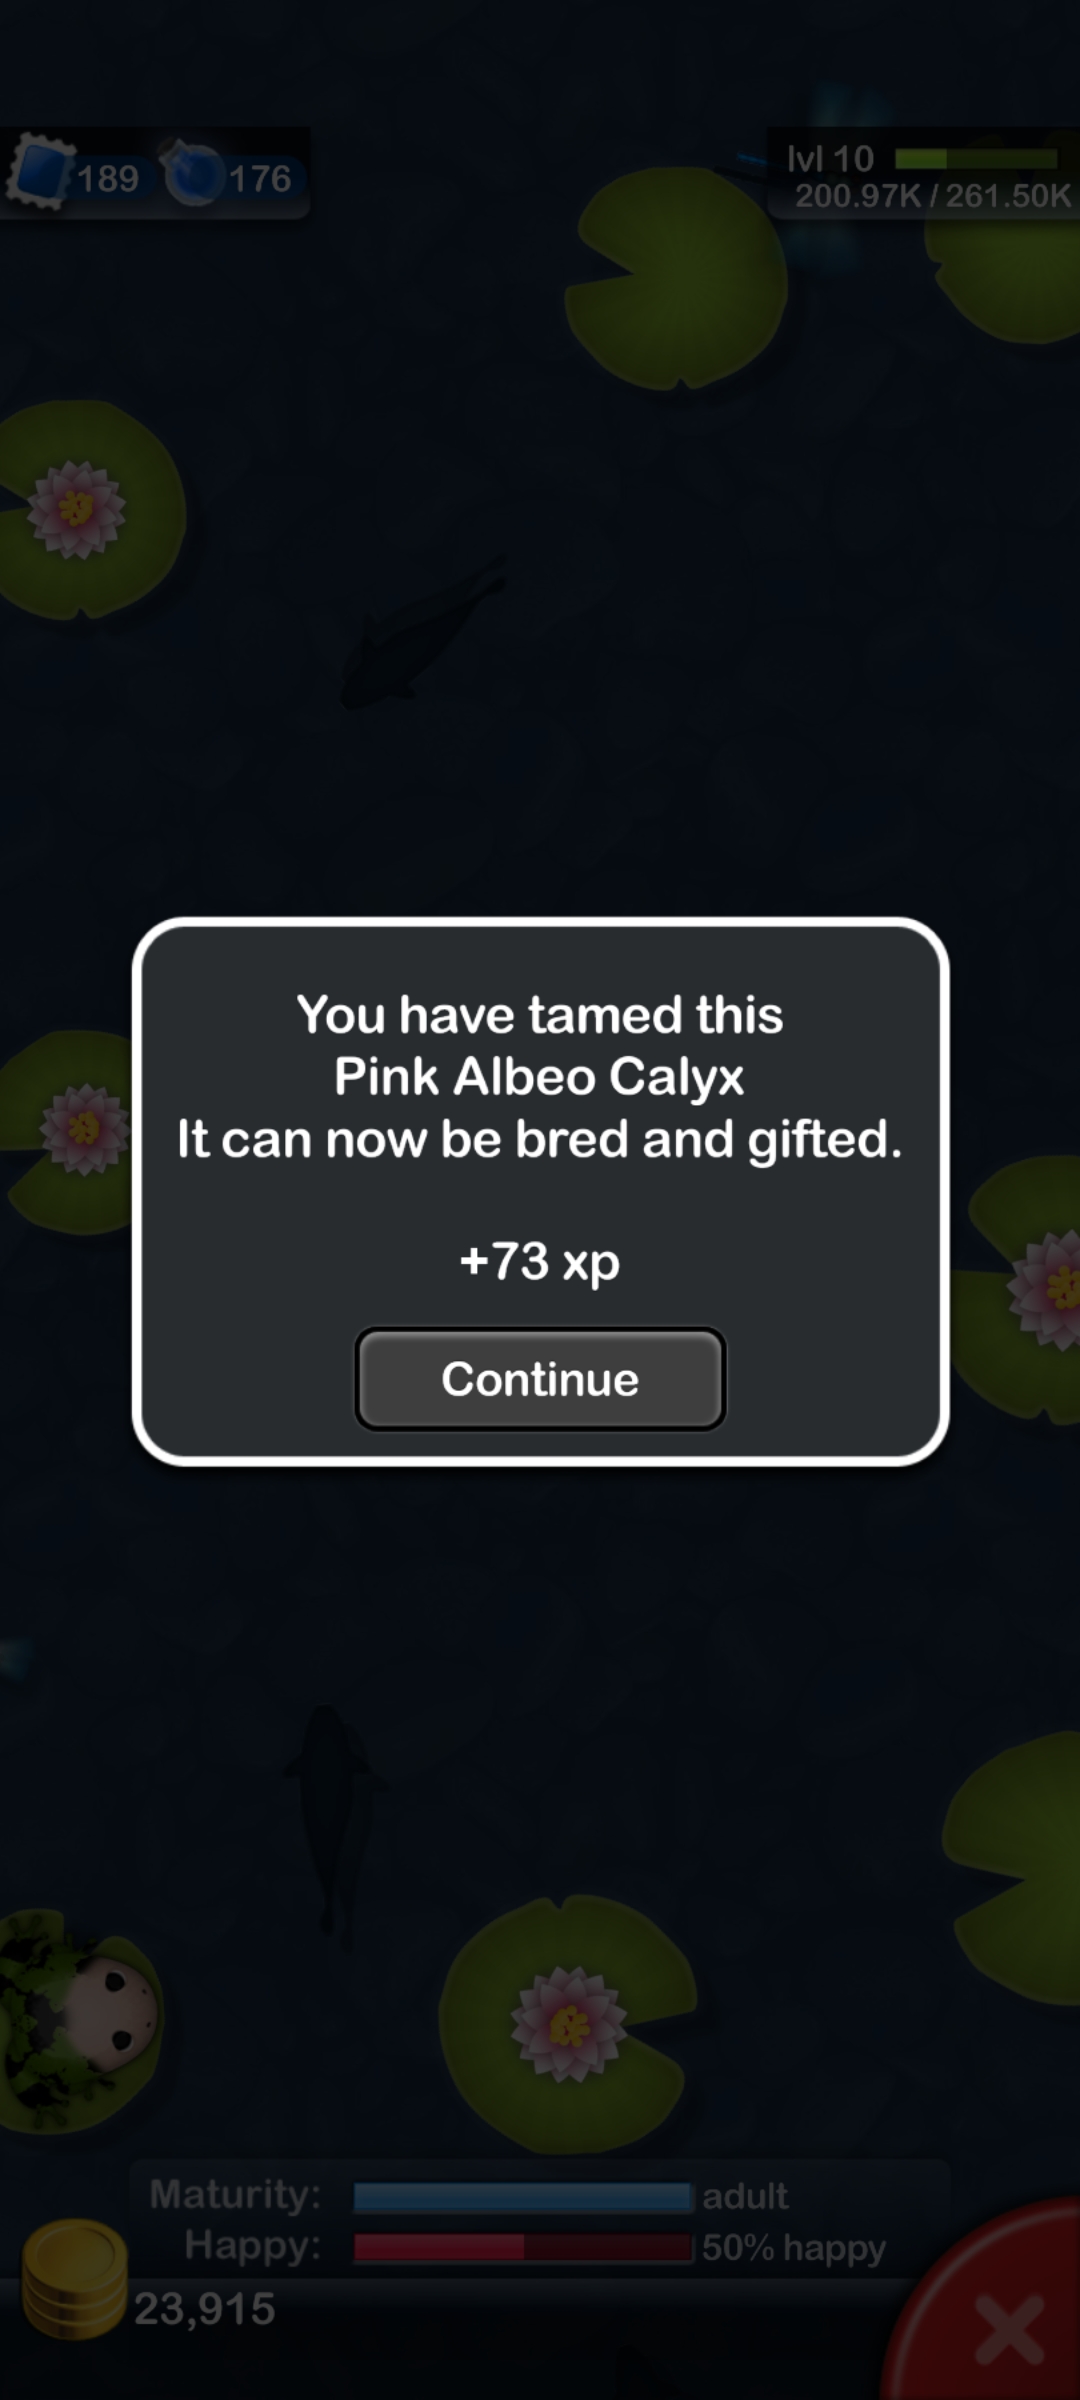 189
176
lvl 10
200.97K / 261.50K
You have tamed this
Pink Albeo Calyx
It can now be bred and gifted.
+73 xp
Continue
Maturity: adult
Happy: 50% happy
23,915